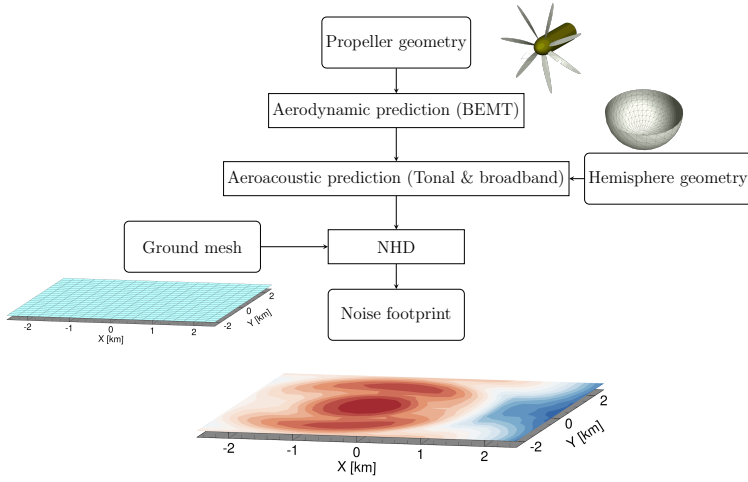 Propeller geometry
Aerodynamic prediction (BEMT)
Aeroacoustic prediction (Tonal & broadband)
Hemisphere geometry
Ground mesh
NHD
Noise footprint
-2 -1 0 1 2
X [km]
-2 0 2
Y [km]
-2 -1 0 1 2
X [km]
-2 0 2
Y [km]